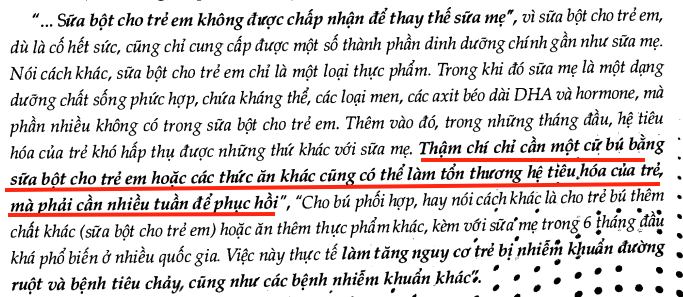 "... Sữa bột cho trẻ em không được chấp nhận để thay thế sữa mẹ", vì sữa bột cho trẻ em,
dù là cố hết sức, cũng chỉ cung cấp được một số thành phần dinh dưỡng chính gần như sữa mẹ.
Nói cách khác, sữa bột cho trẻ em chỉ là một loại thực phẩm. Trong khi đó sữa mẹ là một dạng
dưỡng chất sống phức hợp, chứa kháng thể, các loại men, các axit béo dài DHA và hormone, mà
phần nhiều không có trong sữa bột cho trẻ em. Thêm vào đó, trong những tháng đầu, hệ tiêu
hóa của trẻ khó hấp thụ được những thứ khác với sữa mẹ. Thậm chí chỉ cần một cữ bú bằng
sữa bột cho trẻ em hoặc các thức ăn khác cũng có thể làm tổn thương hệ tiêu hóa của trẻ,
mà phải cần nhiều tuần để phục hồi", "Cho bú phối hợp, hay nói cách khác là cho trẻ bú thêm
chất khác (sữa bột cho trẻ em) hoặc ăn thêm thực phẩm khác, kèm với sữa mẹ trong 6 tháng đầu
khá phổ biến ở nhiều quốc gia. Việc này thực tế làm tăng nguy cơ trẻ bị nhiễm khuẩn đường
ruột và bệnh tiêu chảy, cũng như các bệnh nhiễm khuẩn khác".